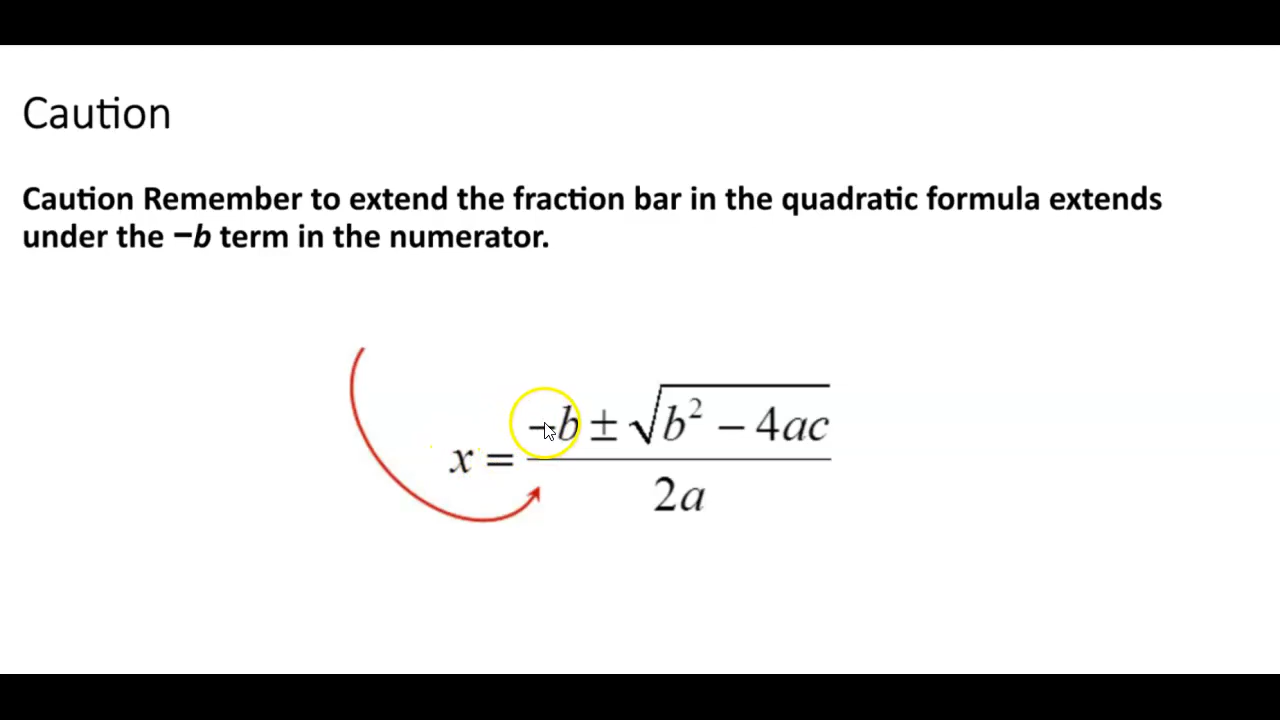 Caution
Caution Remember to extend the fraction bar in the quadratic formula extends
under the −b term in the numerator.
−b ± √b² − 4ac
x =
2a